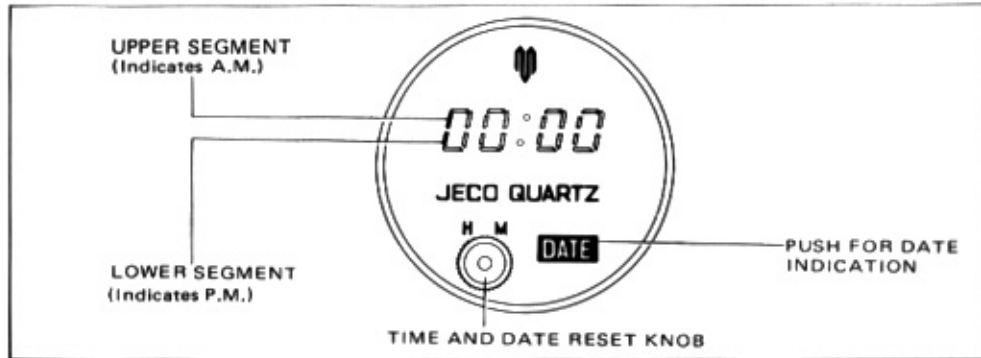 UPPER SEGMENT
(Indicates A.M.)
00:00
JECO QUARTZ
H M
DATE
LOWER SEGMENT
(Indicates P.M.)
PUSH FOR DATE
INDICATION
TIME AND DATE RESET KNOB